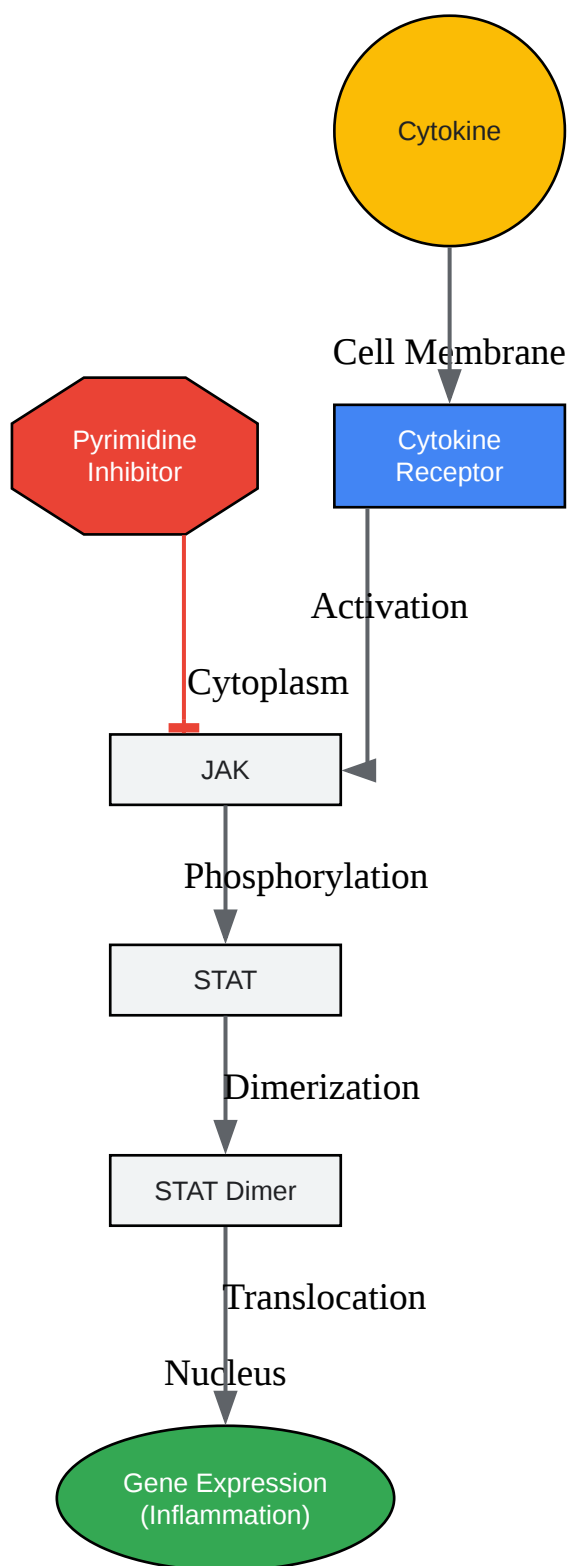 Cytokine
Cell Membrane
Pyrimidine
Inhibitor
Cytokine
Receptor
Activation
Cytoplasm
JAK
Phosphorylation
STAT
Dimerization
STAT Dimer
Translocation
Nucleus
Gene Expression
(Inflammation)